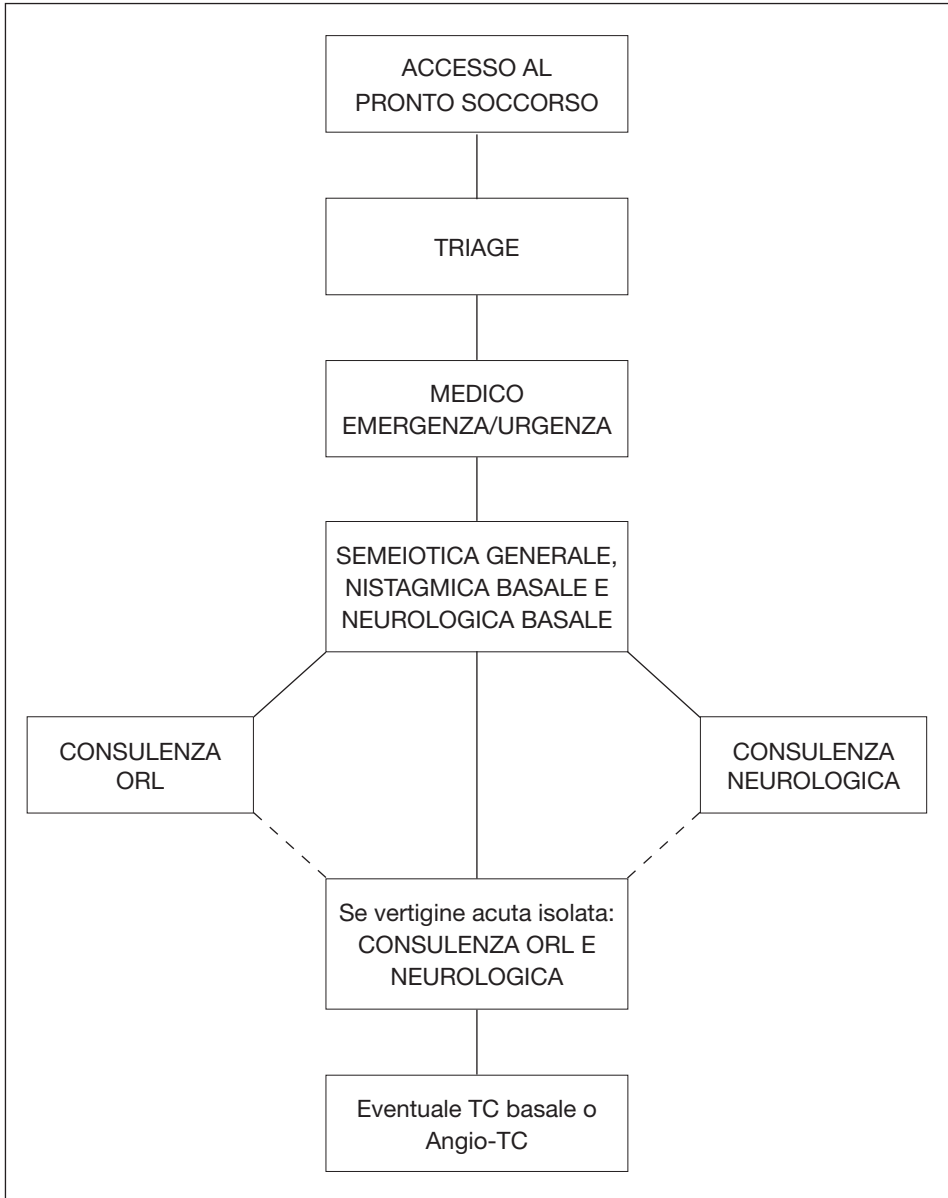 ACCESSO AL
PRONTO SOCCORSO
TRIAGE
MEDICO
EMERGENZA/URGENZA
SEMEIOTICA GENERALE,
NISTAGMICA BASALE E
NEUROLOGICA BASALE
CONSULENZA
ORL
CONSULENZA
NEUROLOGICA
Se vertigine acuta isolata:
CONSULENZA ORL E
NEUROLOGICA
Eventuale TC basale o
Angio-TC